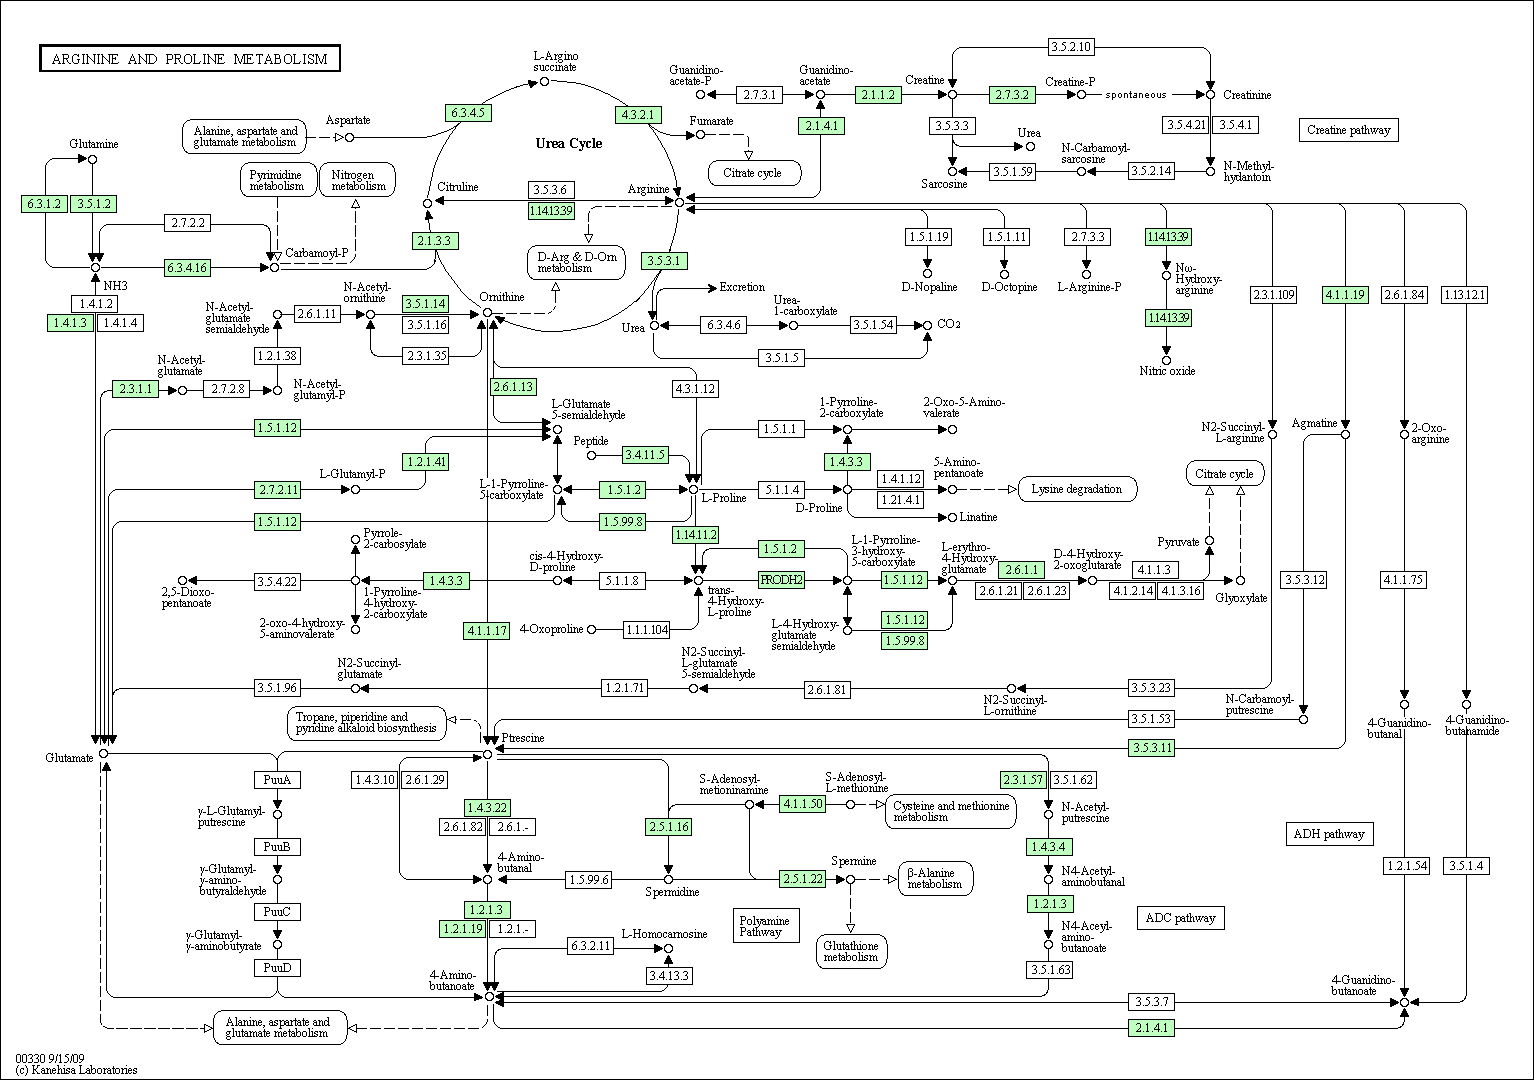 ARGININE AND PROLINE METABOLISM
L-Argino
succinate
Guanidino-
acetate-P
Guanidino-
acetate
Creatine
3.5.2.10
Creatine-P
Creatinine
2.7.3.1
2.1.1.2
2.7.3.2
spontaneous
6.3.4.5
4.3.2.1
2.1.4.1
3.5.3.3
3.5.4.21
3.5.4.1
Creatine pathway
Alanine, aspartate and
glutamate metabolism
Aspartate
Fumarate
Urea
Urea Cycle
Glutamine
N-Carbamoyl-
sarcosine
Citrate cycle
Sarcosine
3.5.1.59
3.5.2.14
N-Methyl-
hydantoin
Pyrimidine
metabolism
Nitrogen
metabolism
Citrulline
3.5.3.6
1.14.13.39
Arginine
6.3.1.2
3.5.1.2
2.7.2.2
2.1.3.3
Carbamoyl-P
6.3.4.16
NH3
D-Arg & D-Orn
metabolism
3.5.3.1
1.5.1.19
1.5.1.11
2.7.3.3
1.14.13.39
D-Nopaline
D-Octopine
L-Arginine-P
Nω-
Hydroxy-
arginine
1.4.1.2
1.4.1.3
1.4.1.4
N-Acetyl-
glutamate
semialdehyde
2.6.1.11
N-Acetyl-
ornithine
3.5.1.14
3.5.1.16
Ornithine
Excretion
Urea-
1-carboxylate
Urea
6.3.4.6
3.5.1.54
CO2
1.14.13.39
2.3.1.109
4.1.1.19
2.6.1.84
1.13.12.1
1.2.1.38
2.3.1.35
3.5.1.5
Nitric oxide
N-Acetyl-
glutamate
2.3.1.1
2.7.2.8
N-Acetyl-
glutamyl-P
2.6.1.13
4.3.1.12
L-Glutamate
5-semialdehyde
1-Pyrroline-
2-carboxylate
2-Oxo-5-Amino-
valerate
1.5.1.12
Peptide
1.5.1.1
N2-Succinyl-
L-arginine
Agmatine
2-Oxo-
arginine
1.2.1.41
3.4.11.5
1.4.3.3
5-Amino-
pentanoate
Citrate cycle
L-Glutamyl-P
2.7.2.11
L-1-Pyrroline-
5-carboxylate
1.5.1.2
L-Proline
5.1.1.4
D-Proline
1.4.1.12
1.21.4.1
Lysine degradation
1.5.1.12
1.5.99.8
Linatine
1.14.11.2
Pyrrole-
2-carbosylate
cis-4-Hydroxy-
D-proline
1.5.1.2
L-1-Pyrroline-
3-hydroxy-
5-carboxylate
L-erythro-
4-Hydroxy-
glutamate
D-4-Hydroxy-
2-oxoglutarate
Pyruvate
2.6.1.1
4.1.1.3
3.5.4.22
1.4.3.3
5.1.1.8
PRODH2
1.5.1.12
2.6.1.21
2.6.1.23
4.1.2.14
4.1.3.16
Glyoxylate
3.5.3.12
4.1.1.75
2,5-Dioxo-
pentanoate
1-Pyrroline-
4-hydroxy-
2-carboxylate
trans-
4-Hydroxy-
L-proline
2-oxo-4-hydroxy-
5-aminovalerate
4.1.1.17
4-Oxoproline
1.1.1.104
L-4-Hydroxy-
glutamate
semialdehyde
1.5.1.12
1.5.99.8
N2-Succinyl-
glutamate
N2-Succinyl-
L-glutamate
5-semialdehyde
3.5.1.96
1.2.1.71
2.6.1.81
N2-Succinyl-
L-ornithine
3.5.3.23
N-Carbamoyl-
putrescine
Tropane, piperidine and
pyridine alkaloid biosynthesis
3.5.1.53
4-Guanidino-
butanal
4-Guanidino-
butanamide
Ptrescine
3.5.3.11
Glutamate
PuuA
1.4.3.10
2.6.1.29
S-Adenosyl-
metioninamine
S-Adenosyl-
L-methionine
2.3.1.57
3.5.1.62
γ-L-Glutamyl-
putrescine
1.4.3.22
2.6.1.82
2.6.1.-
2.5.1.16
4.1.1.50
Cysteine and methionine
metabolism
N-Acetyl-
putrescine
ADH pathway
PuuB
1.4.3.4
γ-Glutamyl-
γ-amino-
butyraldehyde
4-Amino-
butanal
1.5.99.6
Spermidine
2.5.1.22
Spermine
β-Alanine
metabolism
N4-Acetyl-
aminobutanal
1.2.1.54
3.5.1.4
PuuC
1.2.1.3
1.2.1.19
1.2.1.-
Polyamine
Pathway
1.2.1.3
ADC pathway
γ-Glutamyl-
γ-aminobutyrate
L-Homocarnosine
6.3.2.11
Glutathione
metabolism
N4-Aceyl-
amino-
butanoate
PuuD
4-Amino-
butanoate
3.4.13.3
3.5.1.63
4-Guanidino-
butanoate
3.5.3.7
Alanine, aspartate and
glutamate metabolism
2.1.4.1
00330 9/15/09
(c) Kanehisa Laboratories